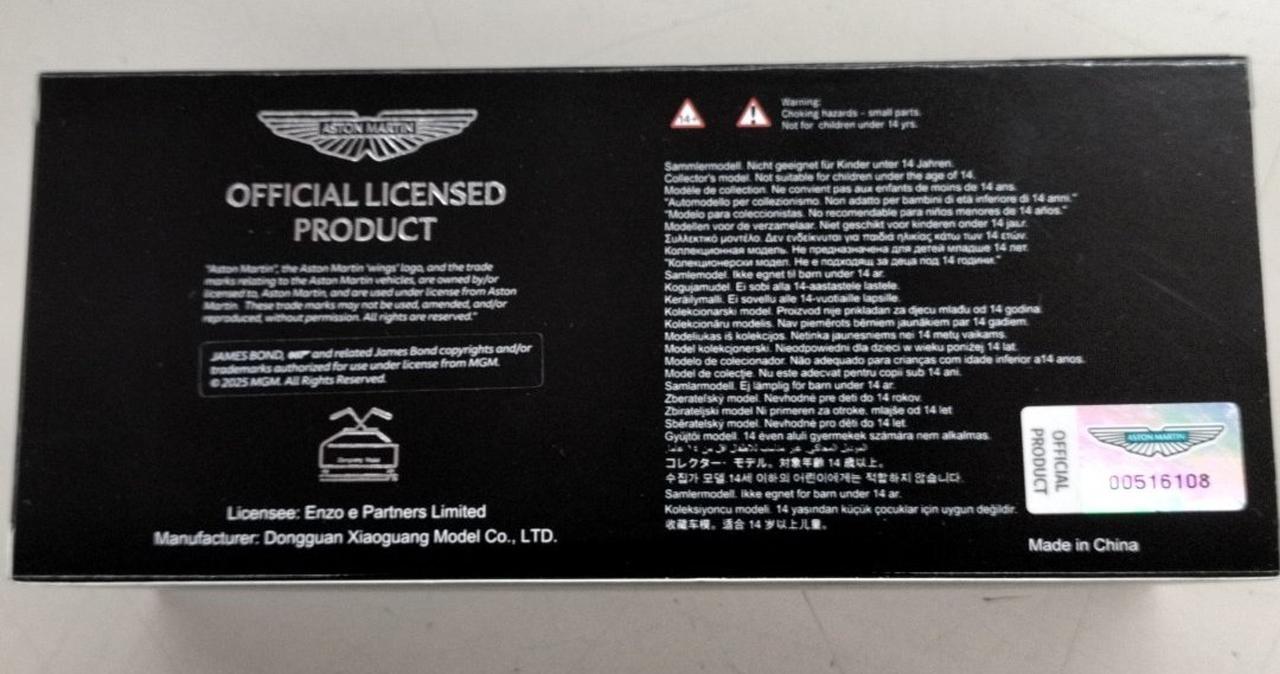 ASTON MARTIN
OFFICIAL LICENSED
PRODUCT
"Aston Martin", the Aston Martin 'wings' logo, and the trade
marks relating to the Aston Martin vehicles, are owned by/or
licensed to, Aston Martin, and are used under license from Aston
Martin. These trade marks may not be used, amended, and/or
reproduced, without permission. All rights are reserved."
JAMES BOND, 007 and related James Bond copyrights and/or
trademarks authorized for use under license from MGM.
© 2025 MGM. All Rights Reserved.
Licensee: Enzo e Partners Limited
Manufacturer: Dongguan Xiaoguang Model Co., LTD.
14+
Warning:
Choking hazards - small parts.
Not for children under 14 yrs.
Sammlermodell. Nicht geeignet für Kinder unter 14 Jahren.
Collector's model. Not suitable for children under the age of 14.
Modèle de collection. Ne convient pas aux enfants de moins de 14 ans.
"Automodello per collezionismo. Non adatto per bambini di età inferiore di 14 anni."
"Modelo para coleccionistas. No recomendable para niños menores de 14 años."
Modellen voor de verzamelaar. Niet geschikt voor kinderen onder 14 jaar.
Συλλεκτικό μοντέλο. Δεν ενδείκνυται για παιδιά ηλικίας κάτω των 14 ετών.
Коллекционная модель. Не предназначена для детей младше 14 лет.
"Колекционерски модел. Не е подходящ за деца под 14 години."
Samlemodel. Ikke egnet til børn under 14 år.
Kogujamudel. Ei sobi alla 14-aastastele lastele.
Keräilymalli. Ei sovellu alle 14-vuotiaille lapsille.
Kolekcionarski model. Proizvod nije prikladan za djecu mlađu od 14 godina.
Kolekcionāru modelis. Nav piemērots bērniem jaunākiem par 14 gadiem.
Modeliukas iš kolekcijos. Netinka jaunesniems nei 14 metų vaikams.
Model kolekcjonerski. Nieodpowiedni dla dzieci w wieku poniżej 14 lat.
Modelo de colecionador. Não adequado para crianças com idade inferior a14 anos.
Model de colecție. Nu este adecvat pentru copii sub 14 ani.
Samlarmodell. Ej lämplig för barn under 14 ar.
Zberateľský model. Nevhodné pre deti do 14 rokov.
Zbirateljski model Ni primeren za otroke, mlajše od 14 let
Sběratelský model. Nevhodné pro děti do 14 let.
Gyűjtői modell. 14 éven aluli gyermekek számára nem alkalmas.
コレクター・モデル。対象年齢 14 歳以上。
수집가 모델 14세 이하의 어린이에게는 적합하지 않습니다.
Samlermodell. Ikke egnet for barn under 14 ar.
Koleksiyoncu modeli. 14 yaşından küçük çocuklar için uygun değildir.
收藏车模。适合 14 岁以上儿童。
OFFICIAL
PRODUCT
ASTON MARTIN
00516108
Made in China